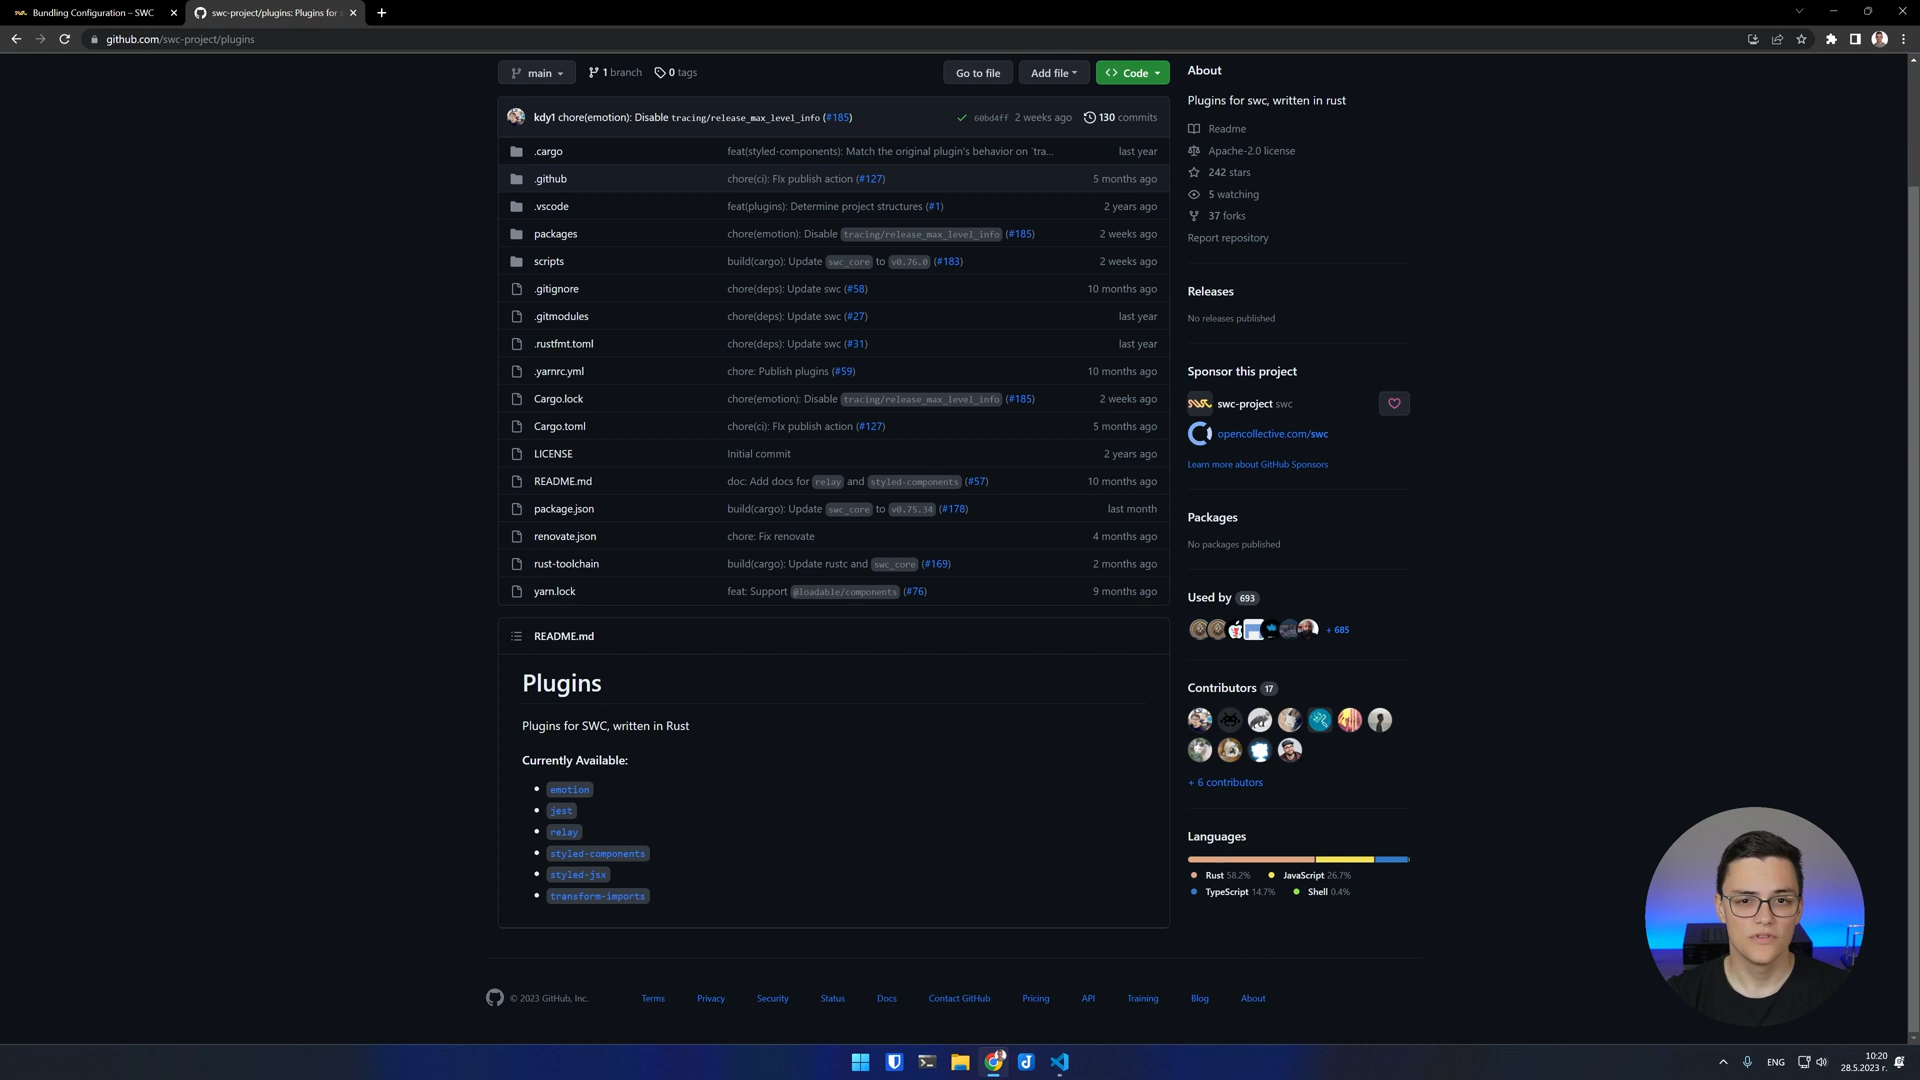 Bundling Configuration – SWC
swc-project/plugins: Plugins for s
github.com/swc-project/plugins
main
1 branch
0 tags
Go to file
Add file
<> Code
kdy1 chore(emotion): Disable tracing/release_max_level_info (#185)
60bd4ff 2 weeks ago
130 commits
.cargo
feat(styled-components): Match the original plugin's behavior on `tra...
last year
.github
chore(ci): FIx publish action (#127)
5 months ago
.vscode
feat(plugins): Determine project structures (#1)
2 years ago
packages
chore(emotion): Disable tracing/release_max_level_info (#185)
2 weeks ago
scripts
build(cargo): Update swc_core to v0.76.0 (#183)
2 weeks ago
.gitignore
chore(deps): Update swc (#58)
10 months ago
.gitmodules
chore(deps): Update swc (#27)
last year
.rustfmt.toml
chore(deps): Update swc (#31)
last year
.yarnrc.yml
chore: Publish plugins (#59)
10 months ago
Cargo.lock
chore(emotion): Disable tracing/release_max_level_info (#185)
2 weeks ago
Cargo.toml
chore(ci): FIx publish action (#127)
5 months ago
LICENSE
Initial commit
2 years ago
README.md
doc: Add docs for relay and styled-components (#57)
10 months ago
package.json
build(cargo): Update swc_core to v0.75.34 (#178)
last month
renovate.json
chore: Fix renovate
4 months ago
rust-toolchain
build(cargo): Update rustc and swc_core (#169)
2 months ago
yarn.lock
feat: Support @loadable/components (#76)
9 months ago
README.md
Plugins
Plugins for SWC, written in Rust
Currently Available:
emotion
jest
relay
styled-components
styled-jsx
transform-imports
About
Plugins for swc, written in rust
Readme
Apache-2.0 license
242 stars
5 watching
37 forks
Report repository
Releases
No releases published
Sponsor this project
swc-project swc
opencollective.com/swc
Learn more about GitHub Sponsors
Packages
No packages published
Used by 693
+ 685
Contributors 17
+ 6 contributors
Languages
Rust 58.2%
JavaScript 26.7%
TypeScript 14.7%
Shell 0.4%
© 2023 GitHub, Inc.
Terms
Privacy
Security
Status
Docs
Contact GitHub
Pricing
API
Training
Blog
About
ENG
10:20
28.5.2023 г.